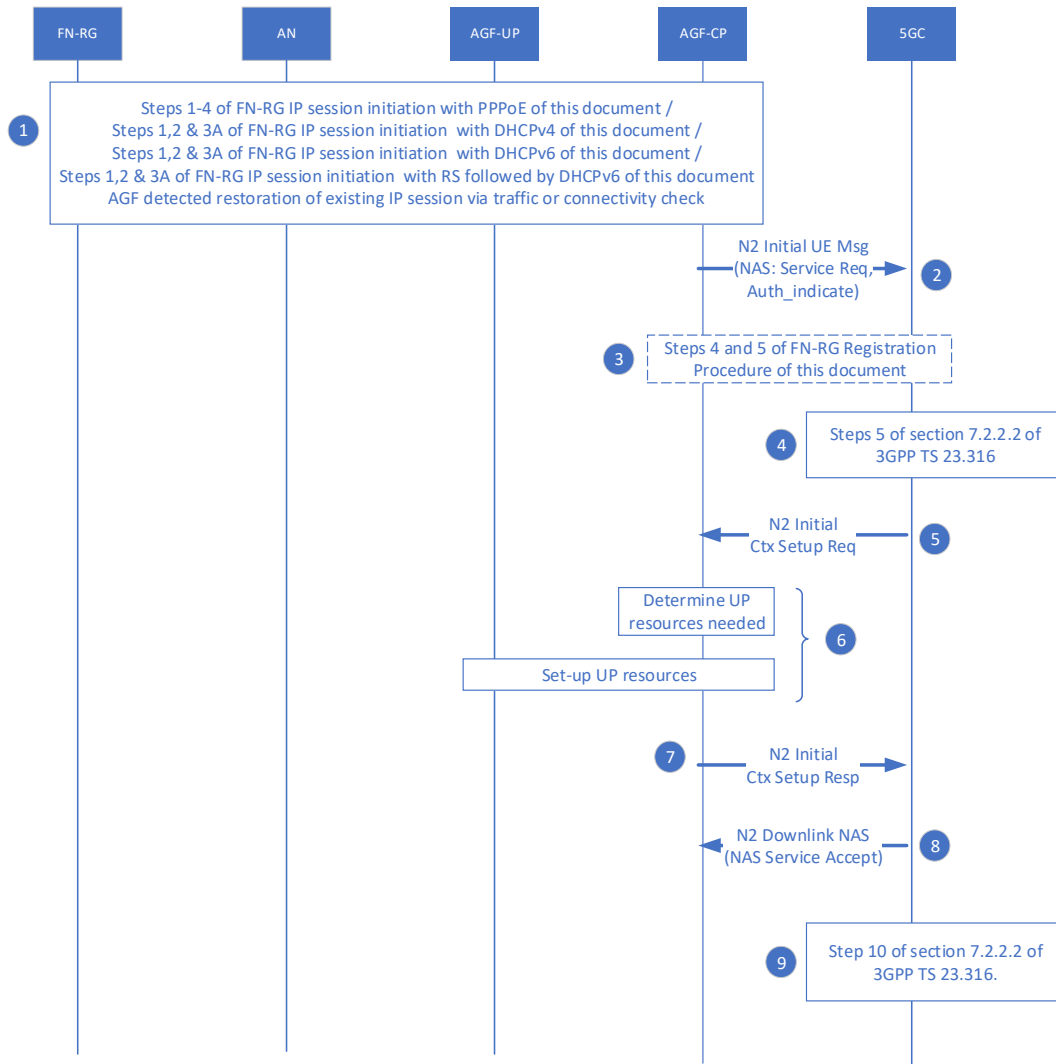 FN-RG
AN
AGF-UP
AGF-CP
5GC
1
Steps 1-4 of FN-RG IP session initiation with PPPoE of this document /
Steps 1,2 & 3A of FN-RG IP session initiation with DHCPv4 of this document /
Steps 1,2 & 3A of FN-RG IP session initiation with DHCPv6 of this document /
Steps 1,2 & 3A of FN-RG IP session initiation with RS followed by DHCPv6 of this document
AGF detected restoration of existing IP session via traffic or connectivity check
N2 Initial UE Msg
(NAS: Service Req,
Auth_indicate)
2
3
Steps 4 and 5 of FN-RG Registration
Procedure of this document
4
Steps 5 of section 7.2.2.2 of
3GPP TS 23.316
N2 Initial
Ctx Setup Req
5
Determine UP
resources needed
6
Set-up UP resources
7
N2 Initial
Ctx Setup Resp
N2 Downlink NAS
(NAS Service Accept)
8
9
Step 10 of section 7.2.2.2 of
3GPP TS 23.316.